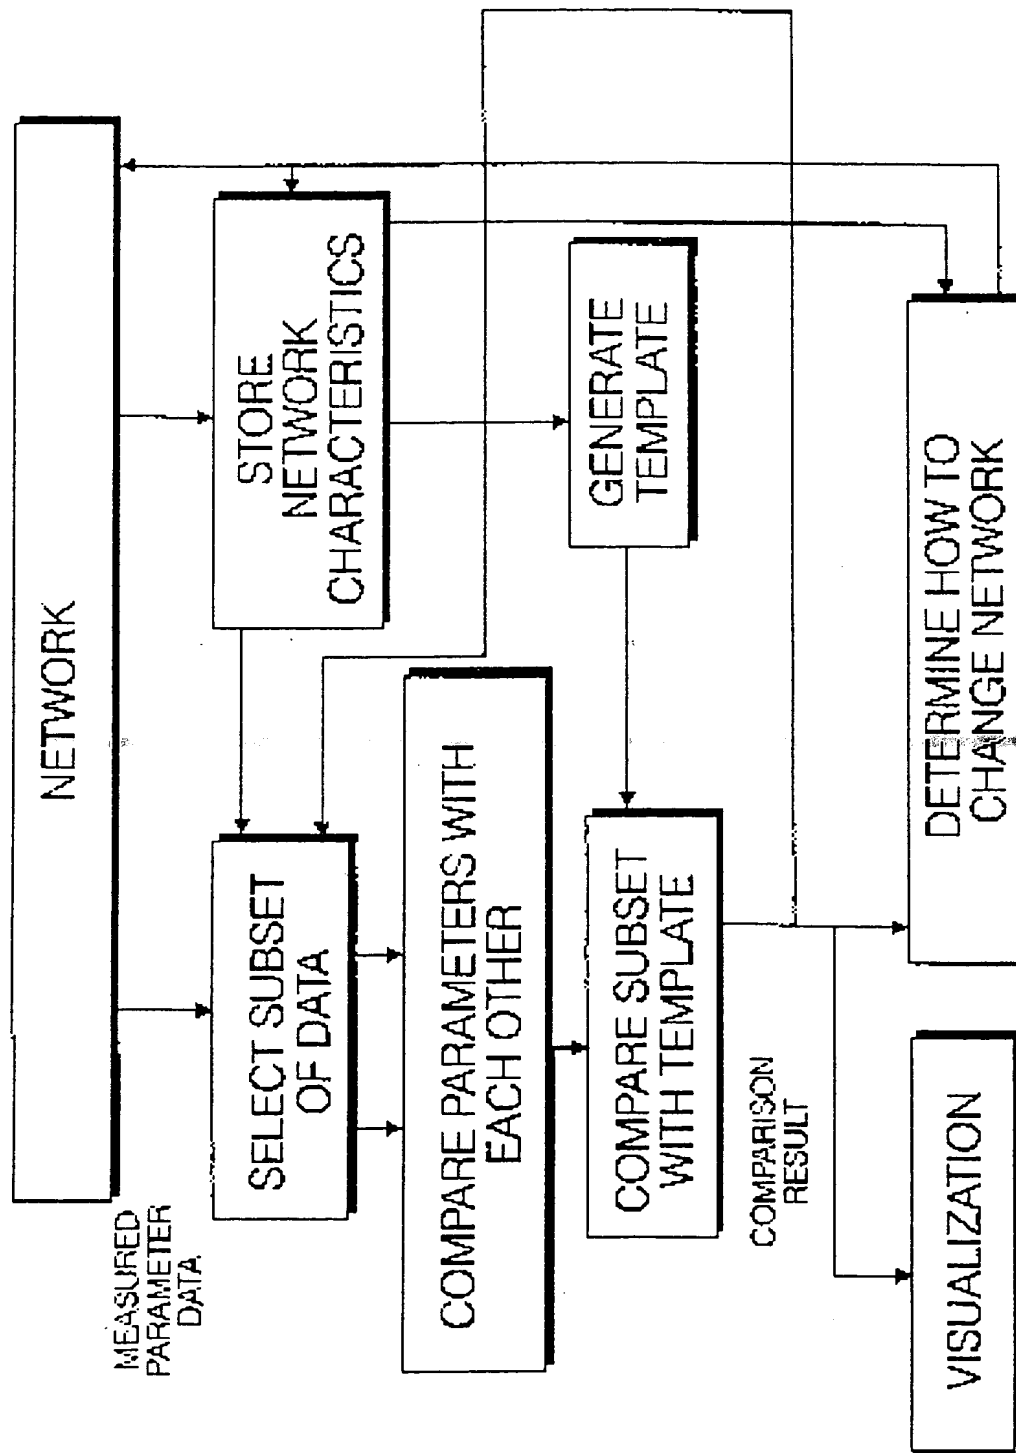 NETWORK
MEASURED
PARAMETER
DATA
SELECT SUBSET
OF DATA
STORE
NETWORK
CHARACTERISTICS
COMPARE PARAMETERS WITH
EACH OTHER
GENERATE
TEMPLATE
COMPARE SUBSET
WITH TEMPLATE
COMPARISON
RESULT
VISUALIZATION
DETERMINE HOW TO
CHANGE NETWORK